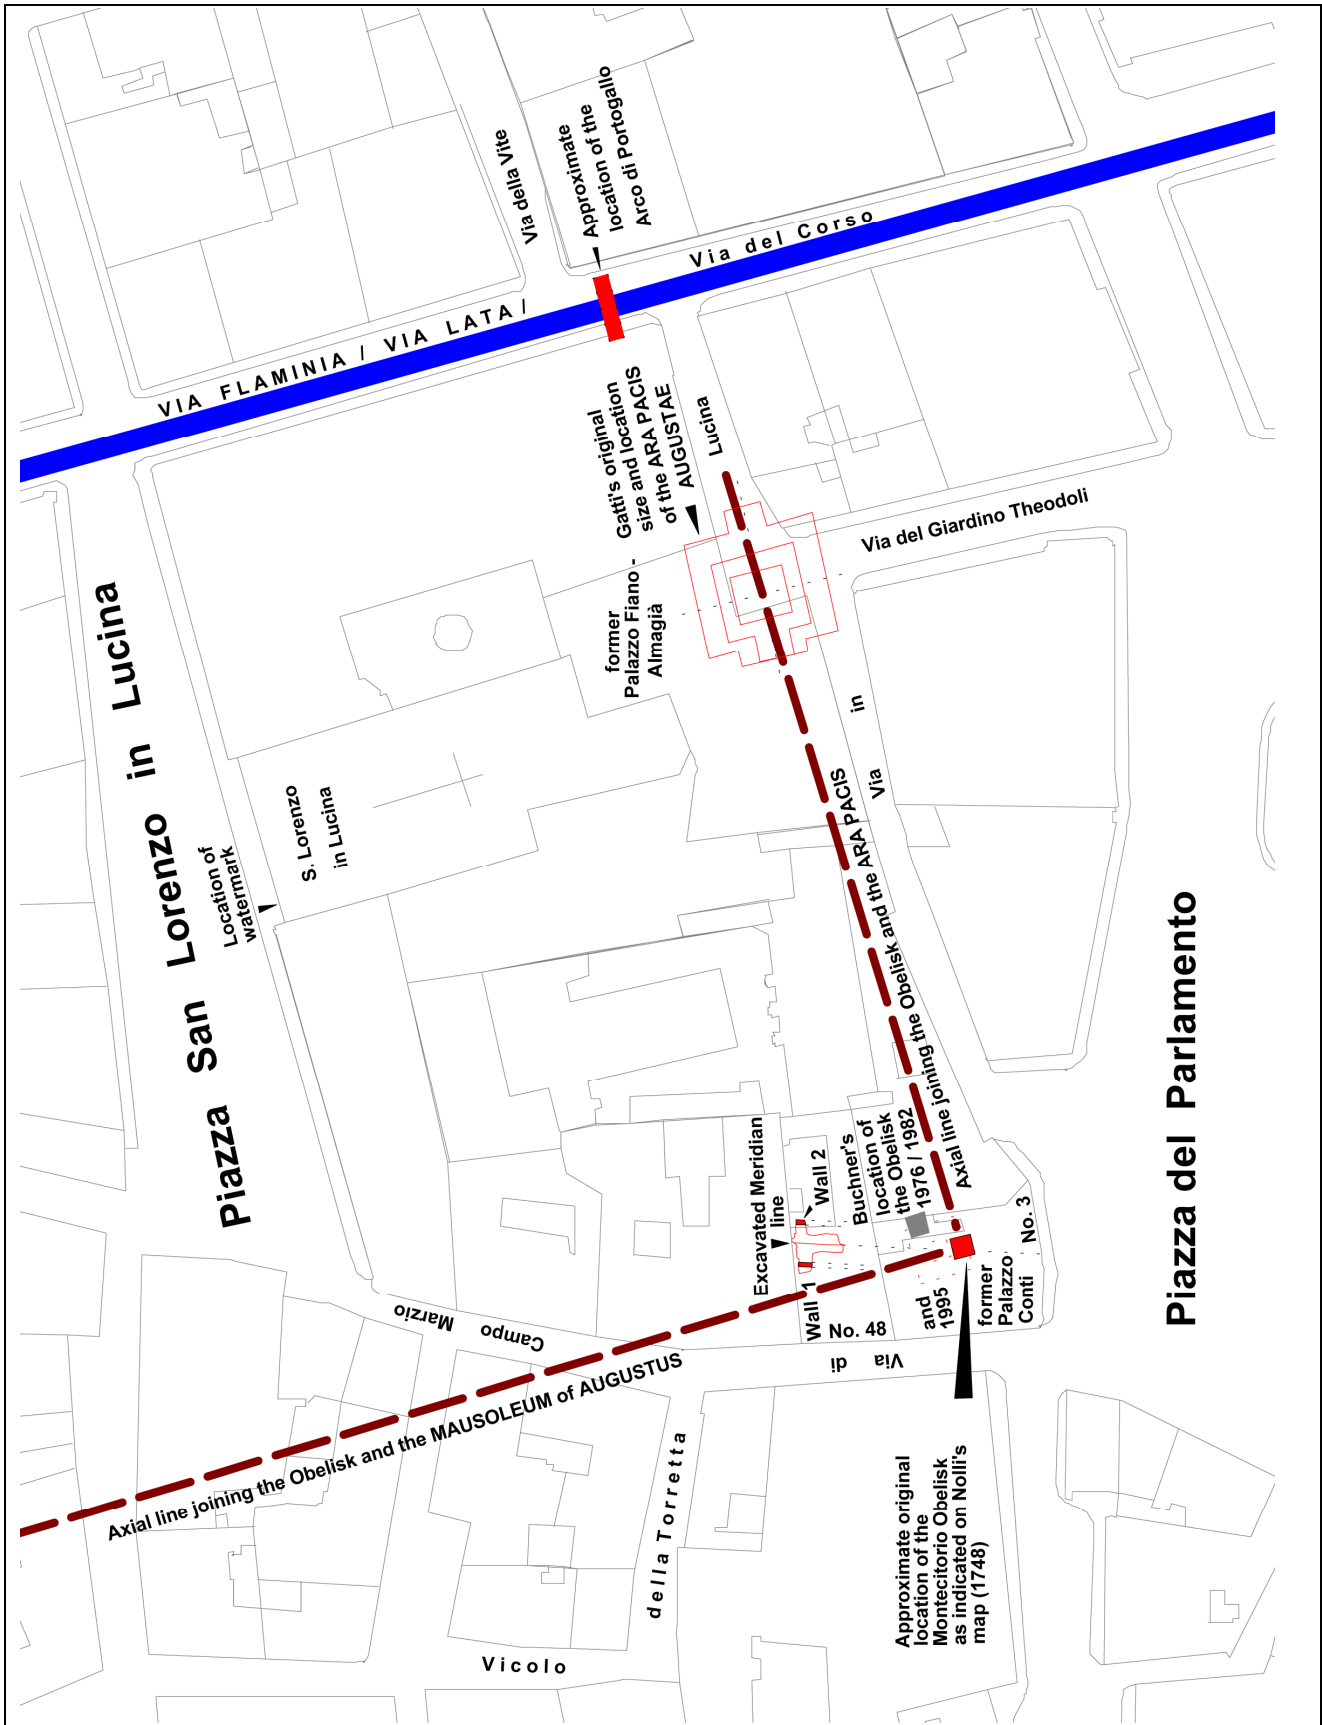 Via della Vite
Approximate
location of the
Arco di Portogallo
Via del Corso
VIA FLAMINIA / VIA LATA /
Gatti's original
size and location
of the ARA PACIS
AUGUSTAE
Lucina
Via del Giardino Theodoli
former
Palazzo Fiano -
Almagià
in
Via
Piazza San Lorenzo in Lucina
S. Lorenzo
in Lucina
Location of
watermark
Axial line joining the Obelisk and the ARA PACIS
Piazza del Parlamento
Excavated Meridian
line
Wall 2
Buchner's
location of
the Obelisk
1976 / 1982
and
1995
Wall 1
No. 48
No. 3
former
Palazzo
Conti
Via di
Campo Marzio
Axial line joining the Obelisk and the MAUSOLEUM of AUGUSTUS
Approximate original
location of the
Montecitorio Obelisk
as indicated on Nolli's
map (1748)
Vicolo
della Torretta